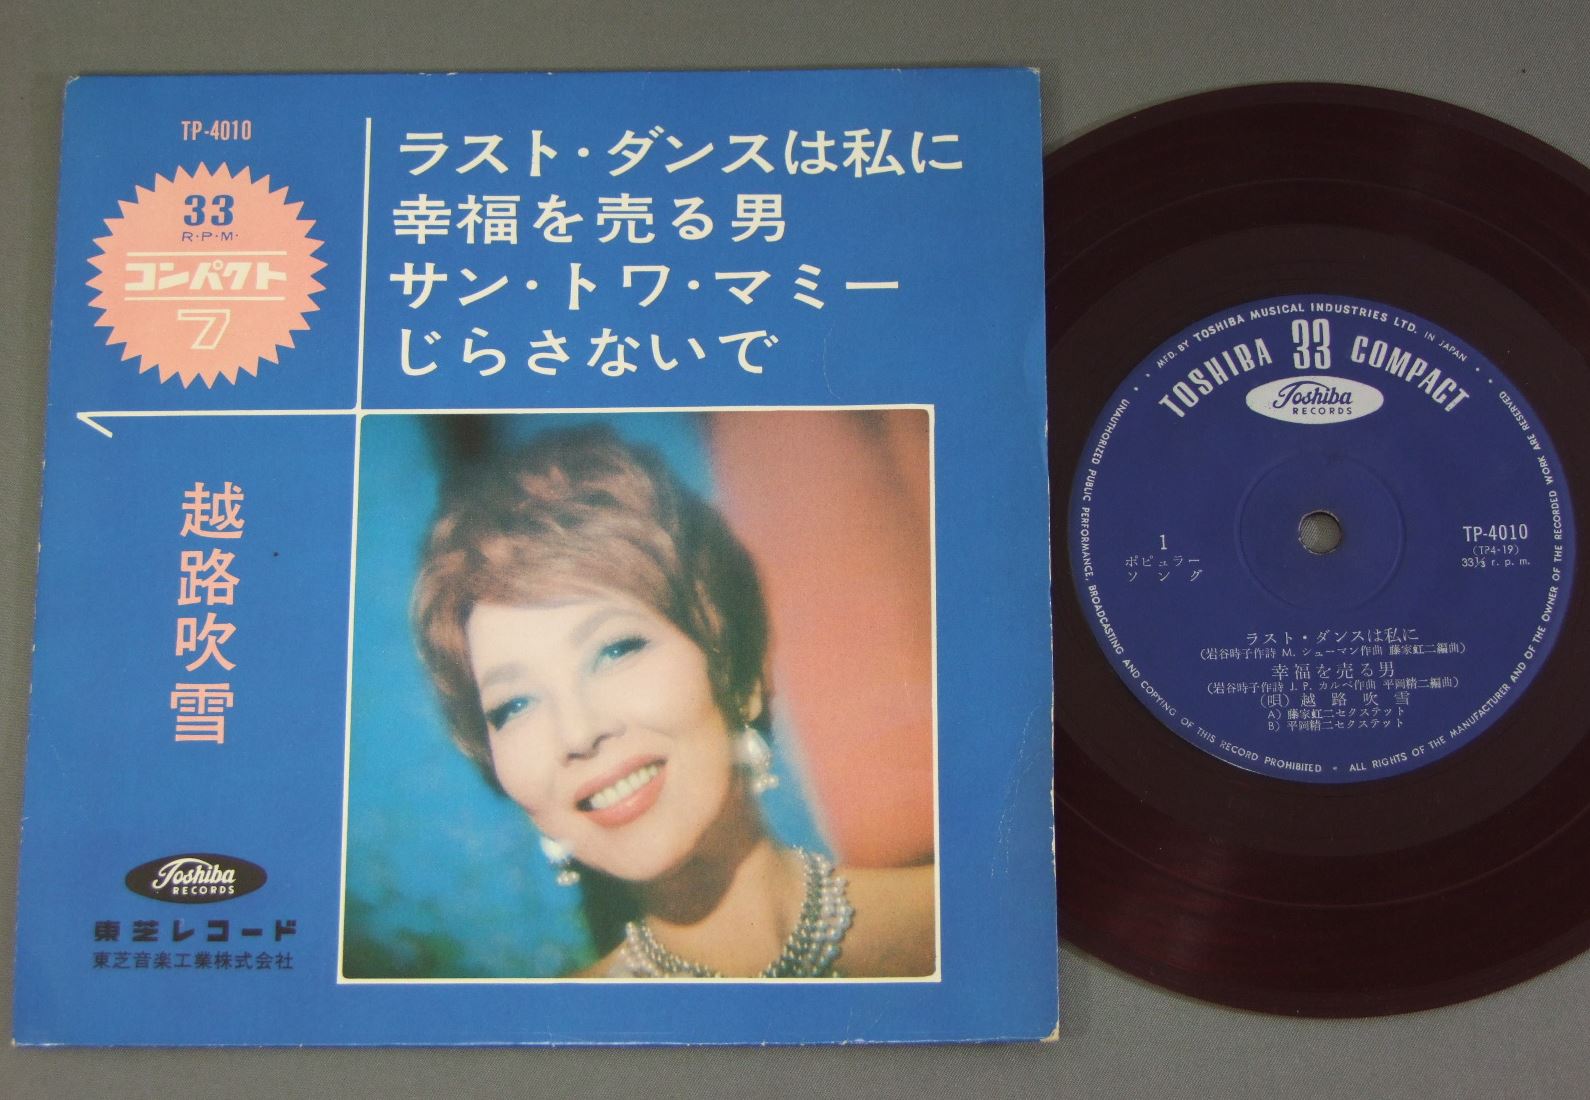 TP-4010
33
R・P・M・
コンパクト
7
ラスト・ダンスは私に
幸福を売る男
サン・トワ・マミー
じらさないで
越路吹雪
Toshiba
RECORDS
東芝レコード
東芝音楽工業株式会社
MFD. BY TOSHIBA MUSICAL INDUSTRIES LTD. IN JAPAN
TOSHIBA 33 COMPACT
Toshiba
RECORDS
1
ポピュラー
ソング
TP-4010
(TP4-19)
33⅓ r. p. m.
ラスト・ダンスは私に
(岩谷時子作詩 M. シューマン作曲 藤家虹二編曲)
幸福を売る男
(岩谷時子作詩 J. P. カルベ作曲 平岡精二編曲)
(唄) 越路吹雪
A) 藤家虹二セクステット
B) 平岡精二セクステット
UNAUTHORIZED PUBLIC PERFORMANCE, BROADCASTING AND COPYING OF THIS RECORD PROHIBITED • ALL RIGHTS OF THE MANUFACTURER AND OF THE OWNER OF THE RECORDED WORK ARE RESERVED